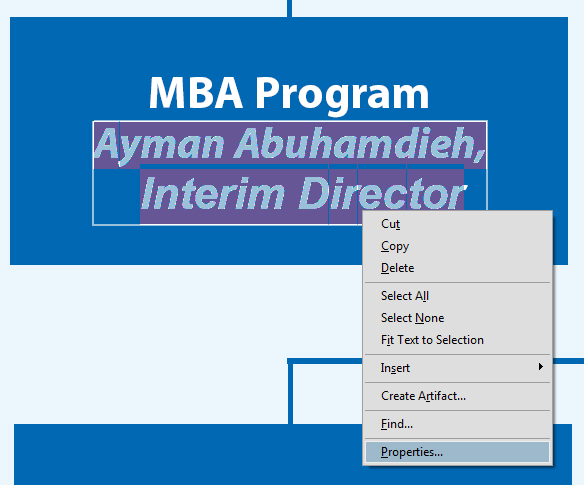 MBA Program
Ayman Abuhamdieh,
Interim Director
Cut
Copy
Delete
Select All
Select None
Fit Text to Selection
Insert
Create Artifact...
Find...
Properties...